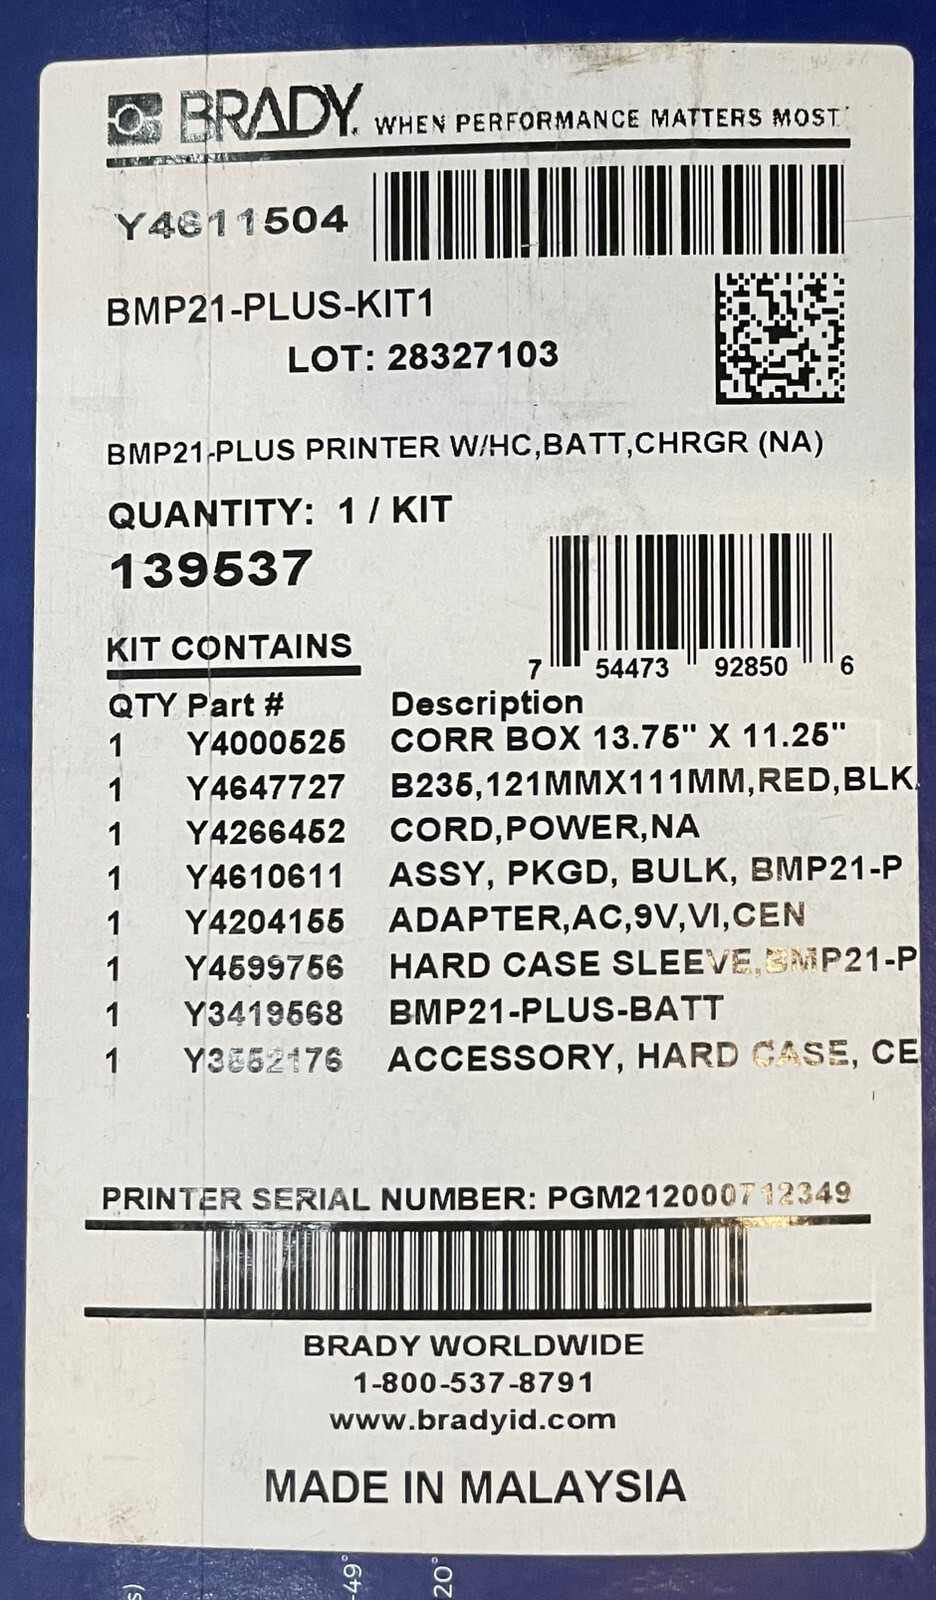 BRADY. WHEN PERFORMANCE MATTERS MOST
Y4611504
BMP21-PLUS-KIT1
LOT: 28327103
BMP21-PLUS PRINTER W/HC,BATT,CHRGR (NA)
QUANTITY: 1 / KIT
139537
7 54473 92850 6
KIT CONTAINS
QTY Part # Description
1 Y4000525 CORR BOX 13.75" X 11.25"
1 Y4647727 B235,121MMX111MM,RED,BLK,
1 Y4266452 CORD,POWER,NA
1 Y4610611 ASSY, PKGD, BULK, BMP21-P
1 Y4204155 ADAPTER,AC,9V,VI,CEN
1 Y4599756 HARD CASE SLEEVE,BMP21-P
1 Y3419568 BMP21-PLUS-BATT
1 Y3552176 ACCESSORY, HARD CASE, CE
PRINTER SERIAL NUMBER: PGM212000712349
BRADY WORLDWIDE
1-800-537-8791
www.bradyid.com
MADE IN MALAYSIA
s) -49° 20°